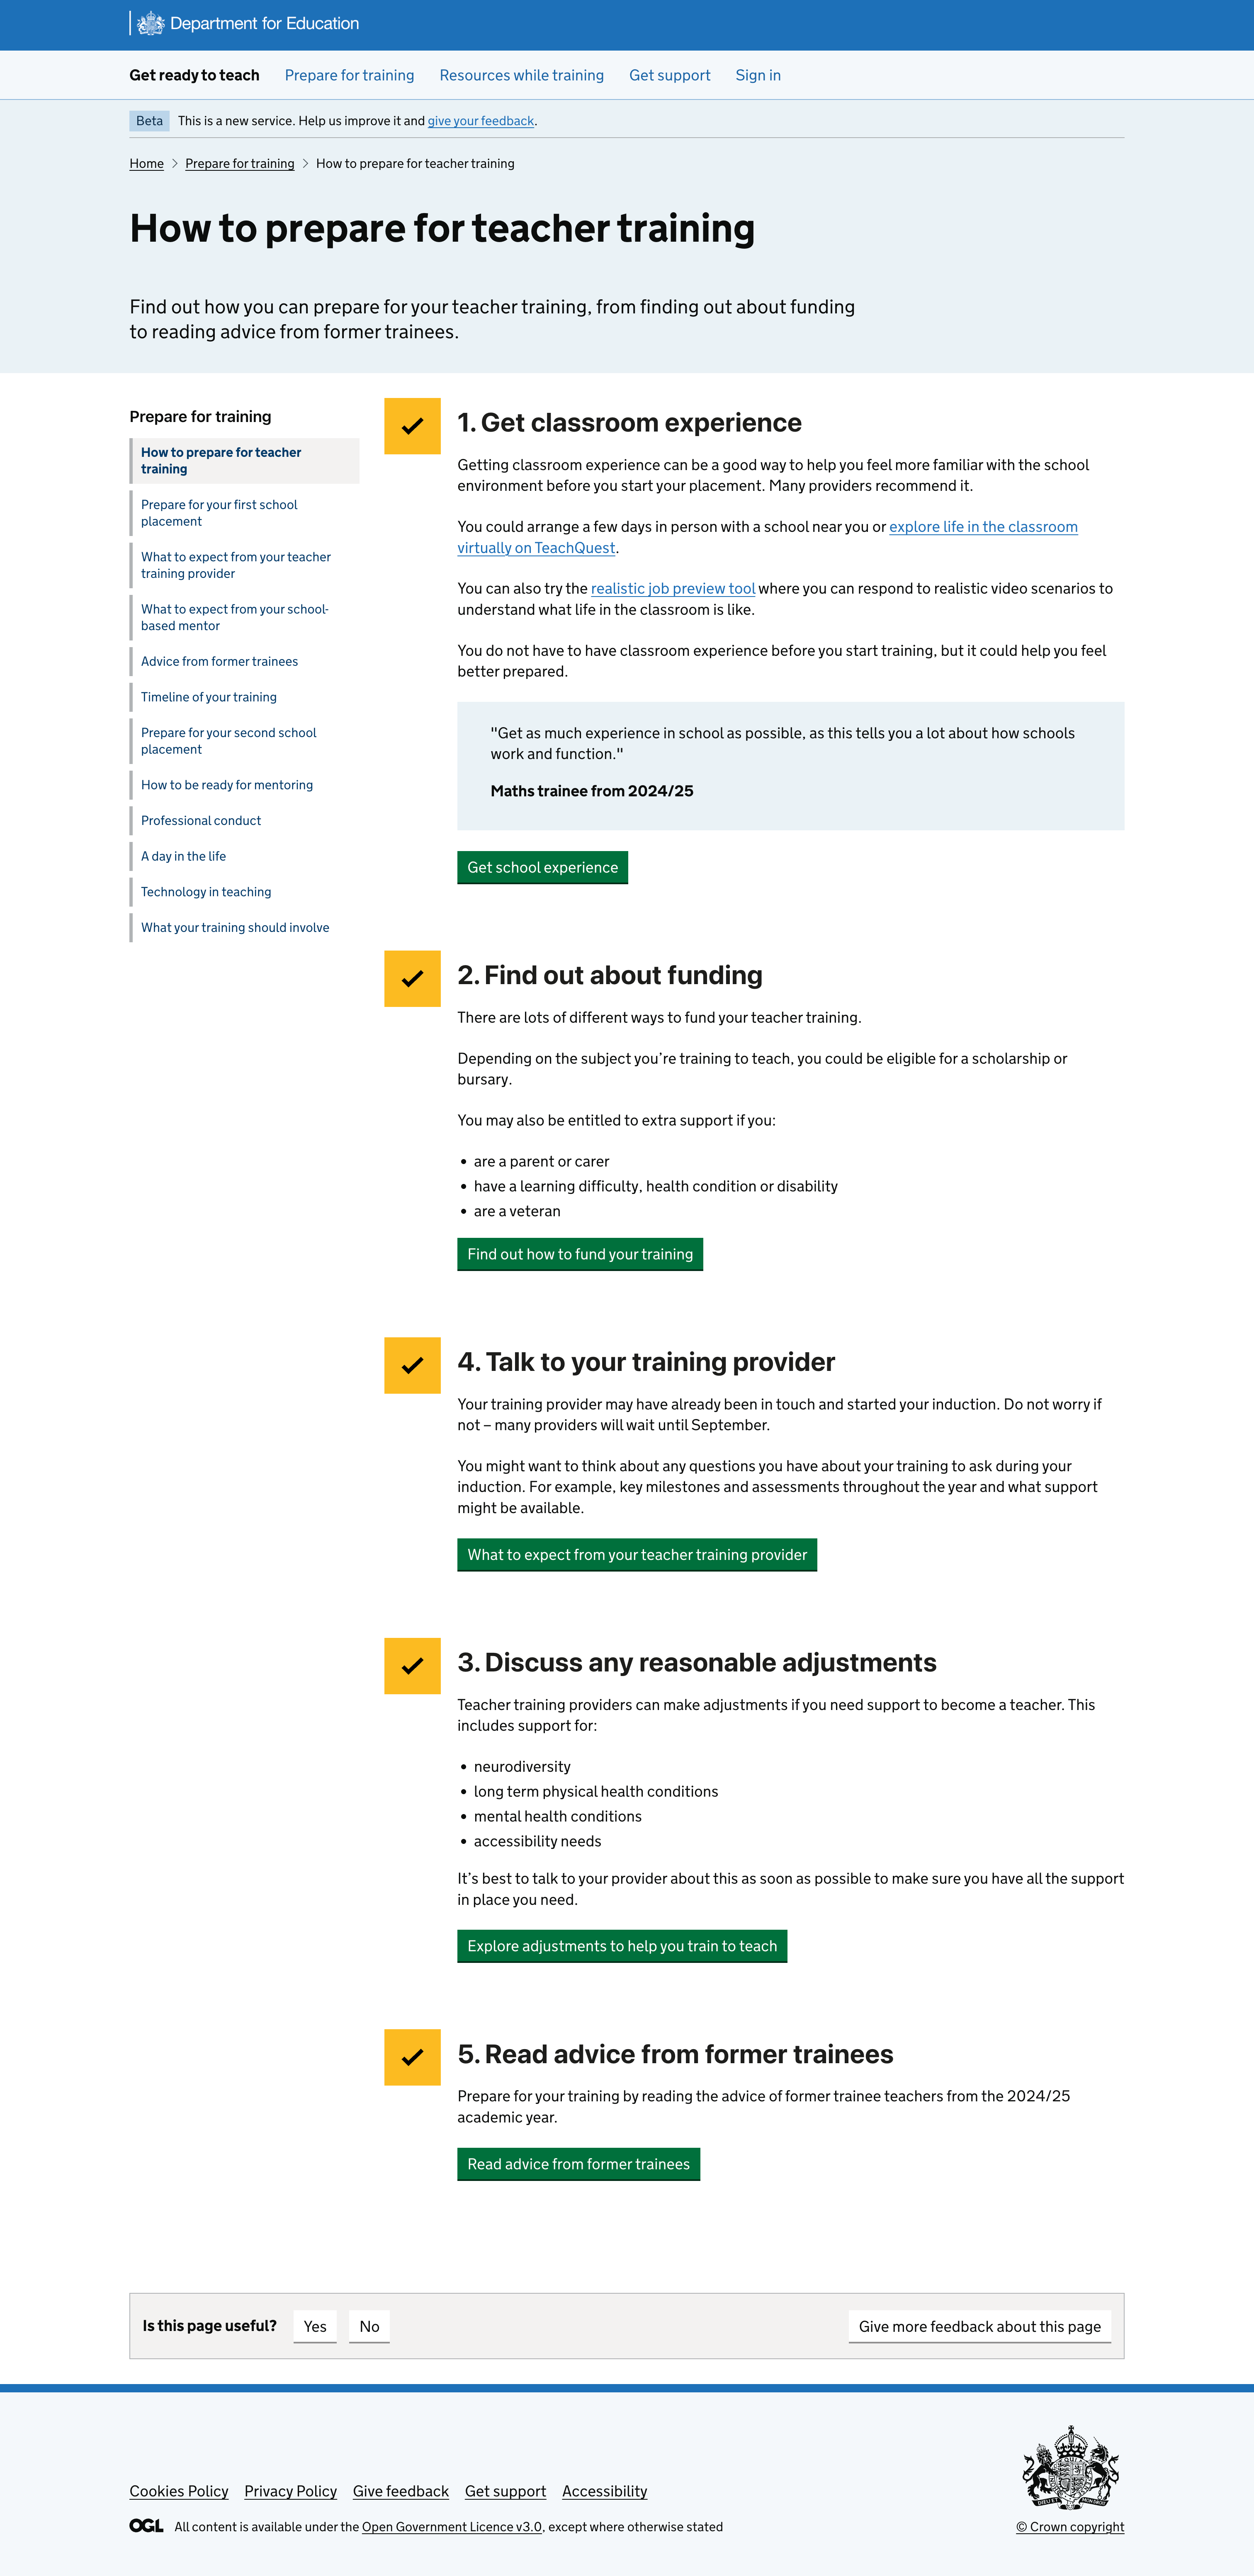 Department for Education
Get ready to teach Prepare for training Resources while training Get support Sign in
Beta This is a new service. Help us improve it and give your feedback.
Home Prepare for training How to prepare for teacher training
How to prepare for teacher training
Find out how you can prepare for your teacher training, from finding out about funding
to reading advice from former trainees.
Prepare for training
How to prepare for teacher
training
Prepare for your first school
placement
What to expect from your teacher
training provider
What to expect from your school-
based mentor
Advice from former trainees
Timeline of your training
Prepare for your second school
placement
How to be ready for mentoring
Professional conduct
A day in the life
Technology in teaching
What your training should involve
1. Get classroom experience
Getting classroom experience can be a good way to help you feel more familiar with the school
environment before you start your placement. Many providers recommend it.
You could arrange a few days in person with a school near you or explore life in the classroom
virtually on TeachQuest.
You can also try the realistic job preview tool where you can respond to realistic video scenarios to
understand what life in the classroom is like.
You do not have to have classroom experience before you start training, but it could help you feel
better prepared.
"Get as much experience in school as possible, as this tells you a lot about how schools
work and function."
Maths trainee from 2024/25
Get school experience
2. Find out about funding
There are lots of different ways to fund your teacher training.
Depending on the subject you’re training to teach, you could be eligible for a scholarship or
bursary.
You may also be entitled to extra support if you:
• are a parent or carer
• have a learning difficulty, health condition or disability
• are a veteran
Find out how to fund your training
4. Talk to your training provider
Your training provider may have already been in touch and started your induction. Do not worry if
not – many providers will wait until September.
You might want to think about any questions you have about your training to ask during your
induction. For example, key milestones and assessments throughout the year and what support
might be available.
What to expect from your teacher training provider
3. Discuss any reasonable adjustments
Teacher training providers can make adjustments if you need support to become a teacher. This
includes support for:
• neurodiversity
• long term physical health conditions
• mental health conditions
• accessibility needs
It’s best to talk to your provider about this as soon as possible to make sure you have all the support
in place you need.
Explore adjustments to help you train to teach
5. Read advice from former trainees
Prepare for your training by reading the advice of former trainee teachers from the 2024/25
academic year.
Read advice from former trainees
Is this page useful? Yes No Give more feedback about this page
Cookies Policy Privacy Policy Give feedback Get support Accessibility
OGL All content is available under the Open Government Licence v3.0, except where otherwise stated
© Crown copyright